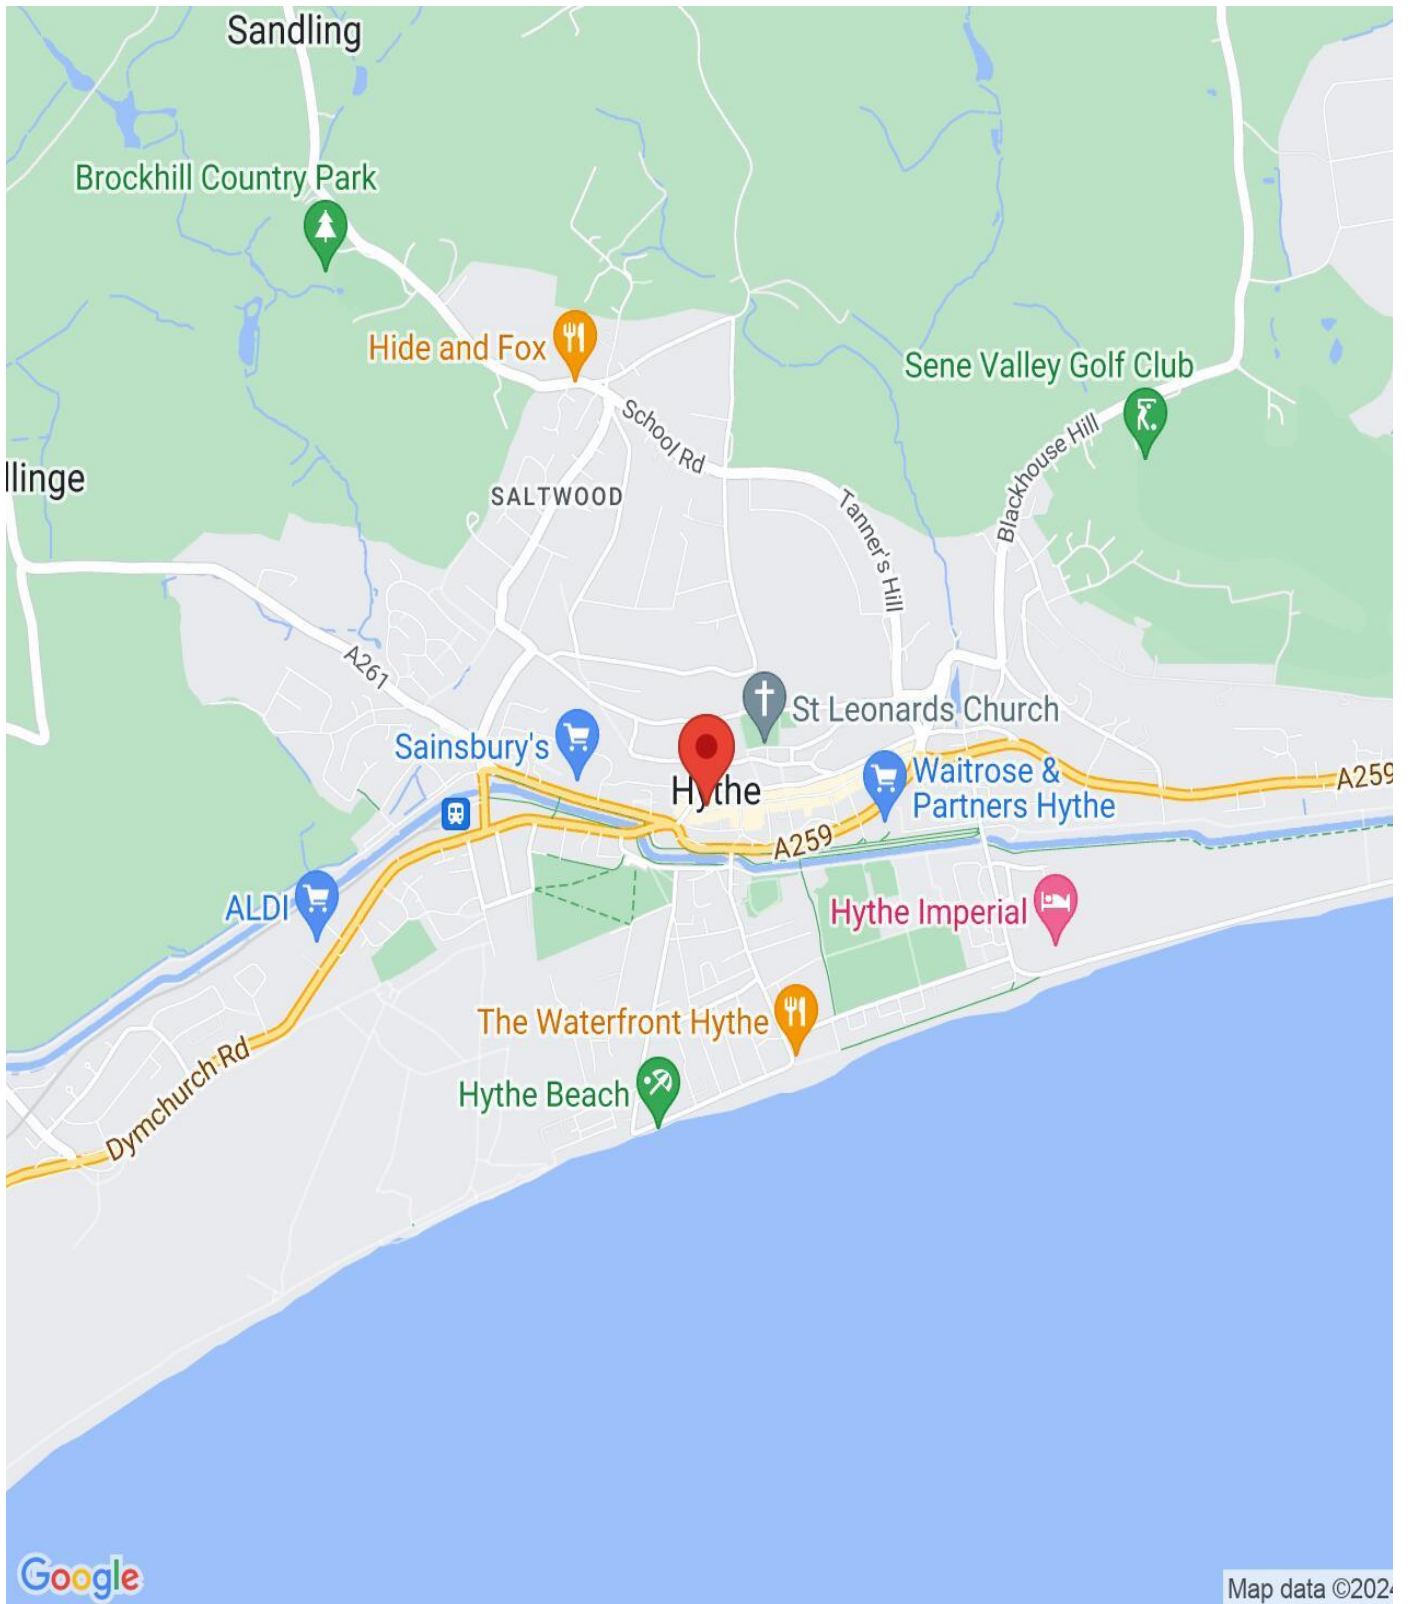 Sandling
Brockhill Country Park
Hide and Fox
Sene Valley Golf Club
School Rd
Blackhouse Hill
llinge
SALTWOOD
Tanner's Hill
A261
St Leonards Church
Sainsbury's
Hythe
Waitrose &
Partners Hythe
A259
A259
ALDI
Hythe Imperial
The Waterfront Hythe
Dymchurch Rd
Hythe Beach
Google
Map data ©2024